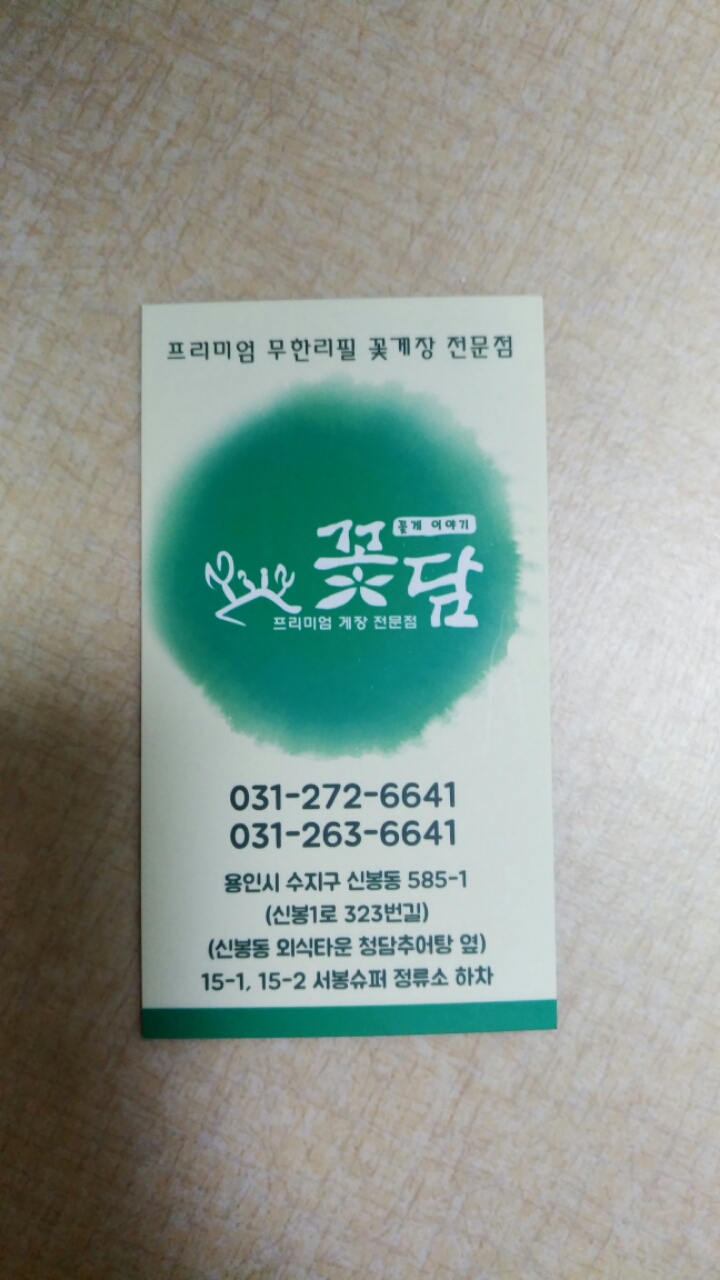 프리미엄 무한리필 꽃게장 전문점
꽃게 이야기
꽃담
프리미엄 게장 전문점
031-272-6641
031-263-6641
용인시 수지구 신봉동 585-1
(신봉1로 323번길)
(신봉동 외식타운 청담추어탕 옆)
15-1, 15-2 서봉슈퍼 정류소 하차